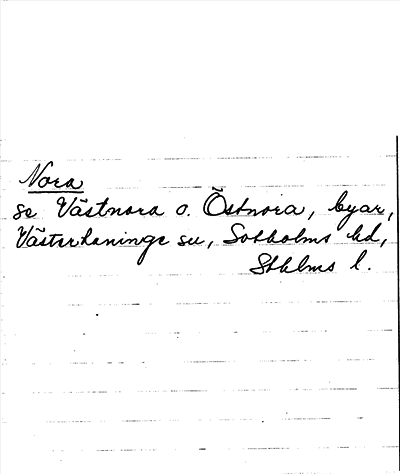 Nora
se Västnora o. Östnora, byar,
Västerhaninge sn, Sotholms hd,
Sthlms l.